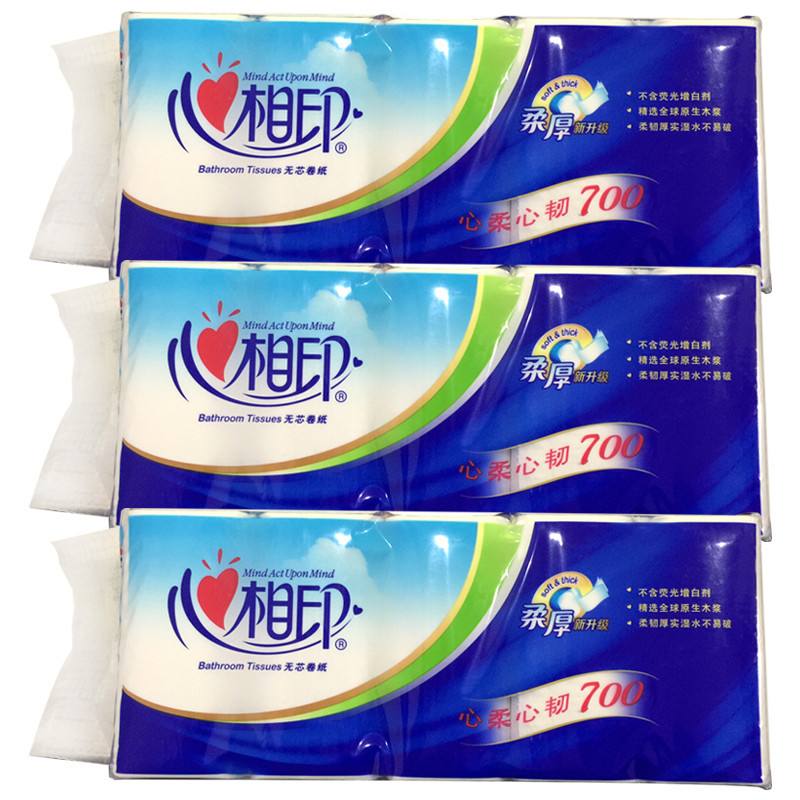 Mind Act Upon Mind
心相印®
Bathroom Tissues 无芯卷纸
soft & thick
柔厚新升级
• 不含荧光增白剂
• 精选全球原生木浆
• 柔韧厚实湿水不易破
心柔心韧700
Mind Act Upon Mind
心相印®
Bathroom Tissues 无芯卷纸
soft & thick
柔厚新升级
• 不含荧光增白剂
• 精选全球原生木浆
• 柔韧厚实湿水不易破
心柔心韧700
Mind Act Upon Mind
心相印®
Bathroom Tissues 无芯卷纸
soft & thick
柔厚新升级
• 不含荧光增白剂
• 精选全球原生木浆
• 柔韧厚实湿水不易破
心柔心韧700